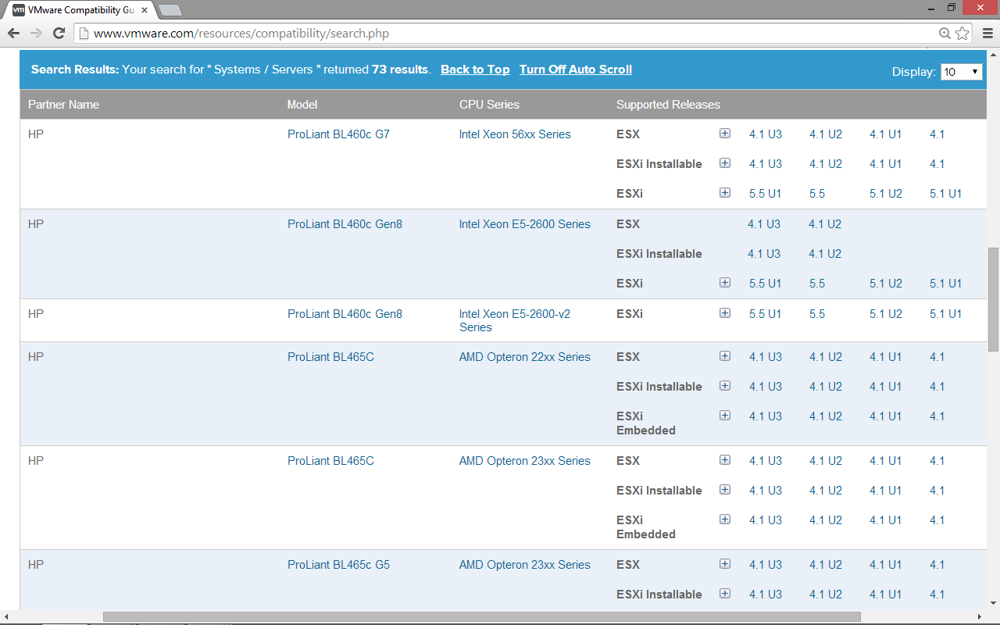 VMware Compatibility Gu
www.vmware.com/resources/compatibility/search.php
Search Results: Your search for " Systems / Servers " returned 73 results. Back to Top Turn Off Auto Scroll Display: 10
Partner Name Model CPU Series Supported Releases
HP ProLiant BL460c G7 Intel Xeon 56xx Series ESX 4.1 U3 4.1 U2 4.1 U1 4.1
ESXi Installable 4.1 U3 4.1 U2 4.1 U1 4.1
ESXi 5.5 U1 5.5 5.1 U2 5.1 U1
HP ProLiant BL460c Gen8 Intel Xeon E5-2600 Series ESX 4.1 U3 4.1 U2
ESXi Installable 4.1 U3 4.1 U2
ESXi 5.5 U1 5.5 5.1 U2 5.1 U1
HP ProLiant BL460c Gen8 Intel Xeon E5-2600-v2 ESXi 5.5 U1 5.5 5.1 U2 5.1 U1
Series
HP ProLiant BL465C AMD Opteron 22xx Series ESX 4.1 U3 4.1 U2 4.1 U1 4.1
ESXi Installable 4.1 U3 4.1 U2 4.1 U1 4.1
ESXi 4.1 U3 4.1 U2 4.1 U1 4.1
Embedded
HP ProLiant BL465C AMD Opteron 23xx Series ESX 4.1 U3 4.1 U2 4.1 U1 4.1
ESXi Installable 4.1 U3 4.1 U2 4.1 U1 4.1
ESXi 4.1 U3 4.1 U2 4.1 U1 4.1
Embedded
HP ProLiant BL465c G5 AMD Opteron 23xx Series ESX 4.1 U3 4.1 U2 4.1 U1 4.1
ESXi Installable 4.1 U3 4.1 U2 4.1 U1 4.1